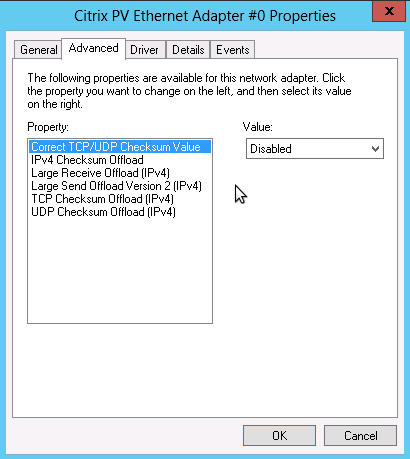 Citrix PV Ethernet Adapter #0 Properties
x
General Advanced Driver Details Events
The following properties are available for this network adapter. Click
the property you want to change on the left, and then select its value
on the right.
Property: Value:
Correct TCP/UDP Checksum Value Disabled
IPv4 Checksum Offload
Large Receive Offload (IPv4)
Large Send Offload Version 2 (IPv4)
TCP Checksum Offload (IPv4)
UDP Checksum Offload (IPv4)
OK Cancel